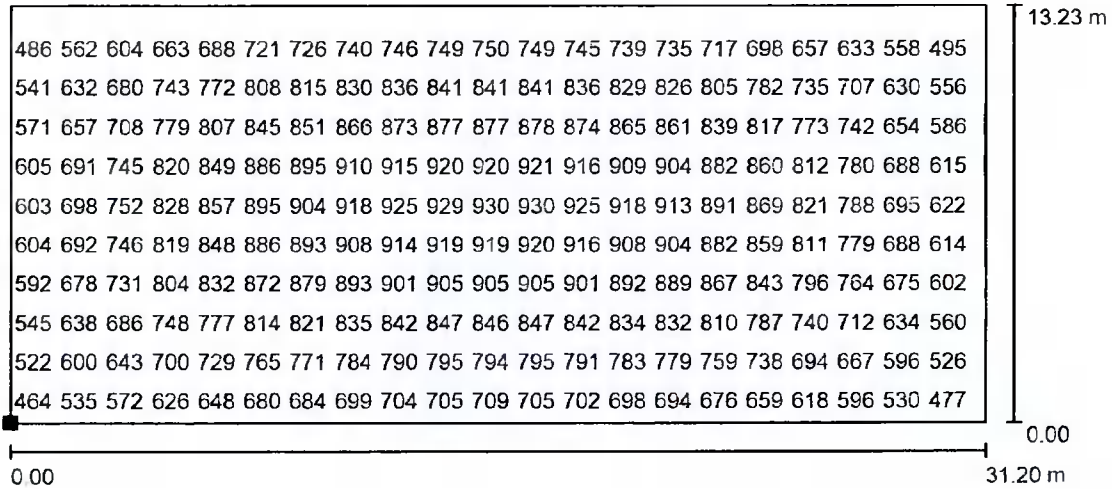 13.23 m
486 562 604 663 688 721 726 740 746 749 750 749 745 739 735 717 698 657 633 558 495
541 632 680 743 772 808 815 830 836 841 841 841 836 829 826 805 782 735 707 630 556
571 657 708 779 807 845 851 866 873 877 877 878 874 865 861 839 817 773 742 654 586
605 691 745 820 849 886 895 910 915 920 920 921 916 909 904 882 860 812 780 688 615
603 698 752 828 857 895 904 918 925 929 930 930 925 918 913 891 869 821 788 695 622
604 692 746 819 848 886 893 908 914 919 919 920 916 908 904 882 859 811 779 688 614
592 678 731 804 832 872 879 893 901 905 905 905 901 892 889 867 843 796 764 675 602
545 638 686 748 777 814 821 835 842 847 846 847 842 834 832 810 787 740 712 634 560
522 600 643 700 729 765 771 784 790 795 794 795 791 783 779 759 738 694 667 596 526
464 535 572 626 648 680 684 699 704 705 709 705 702 698 694 676 659 618 596 530 477
0.00
0.00
31.20 m